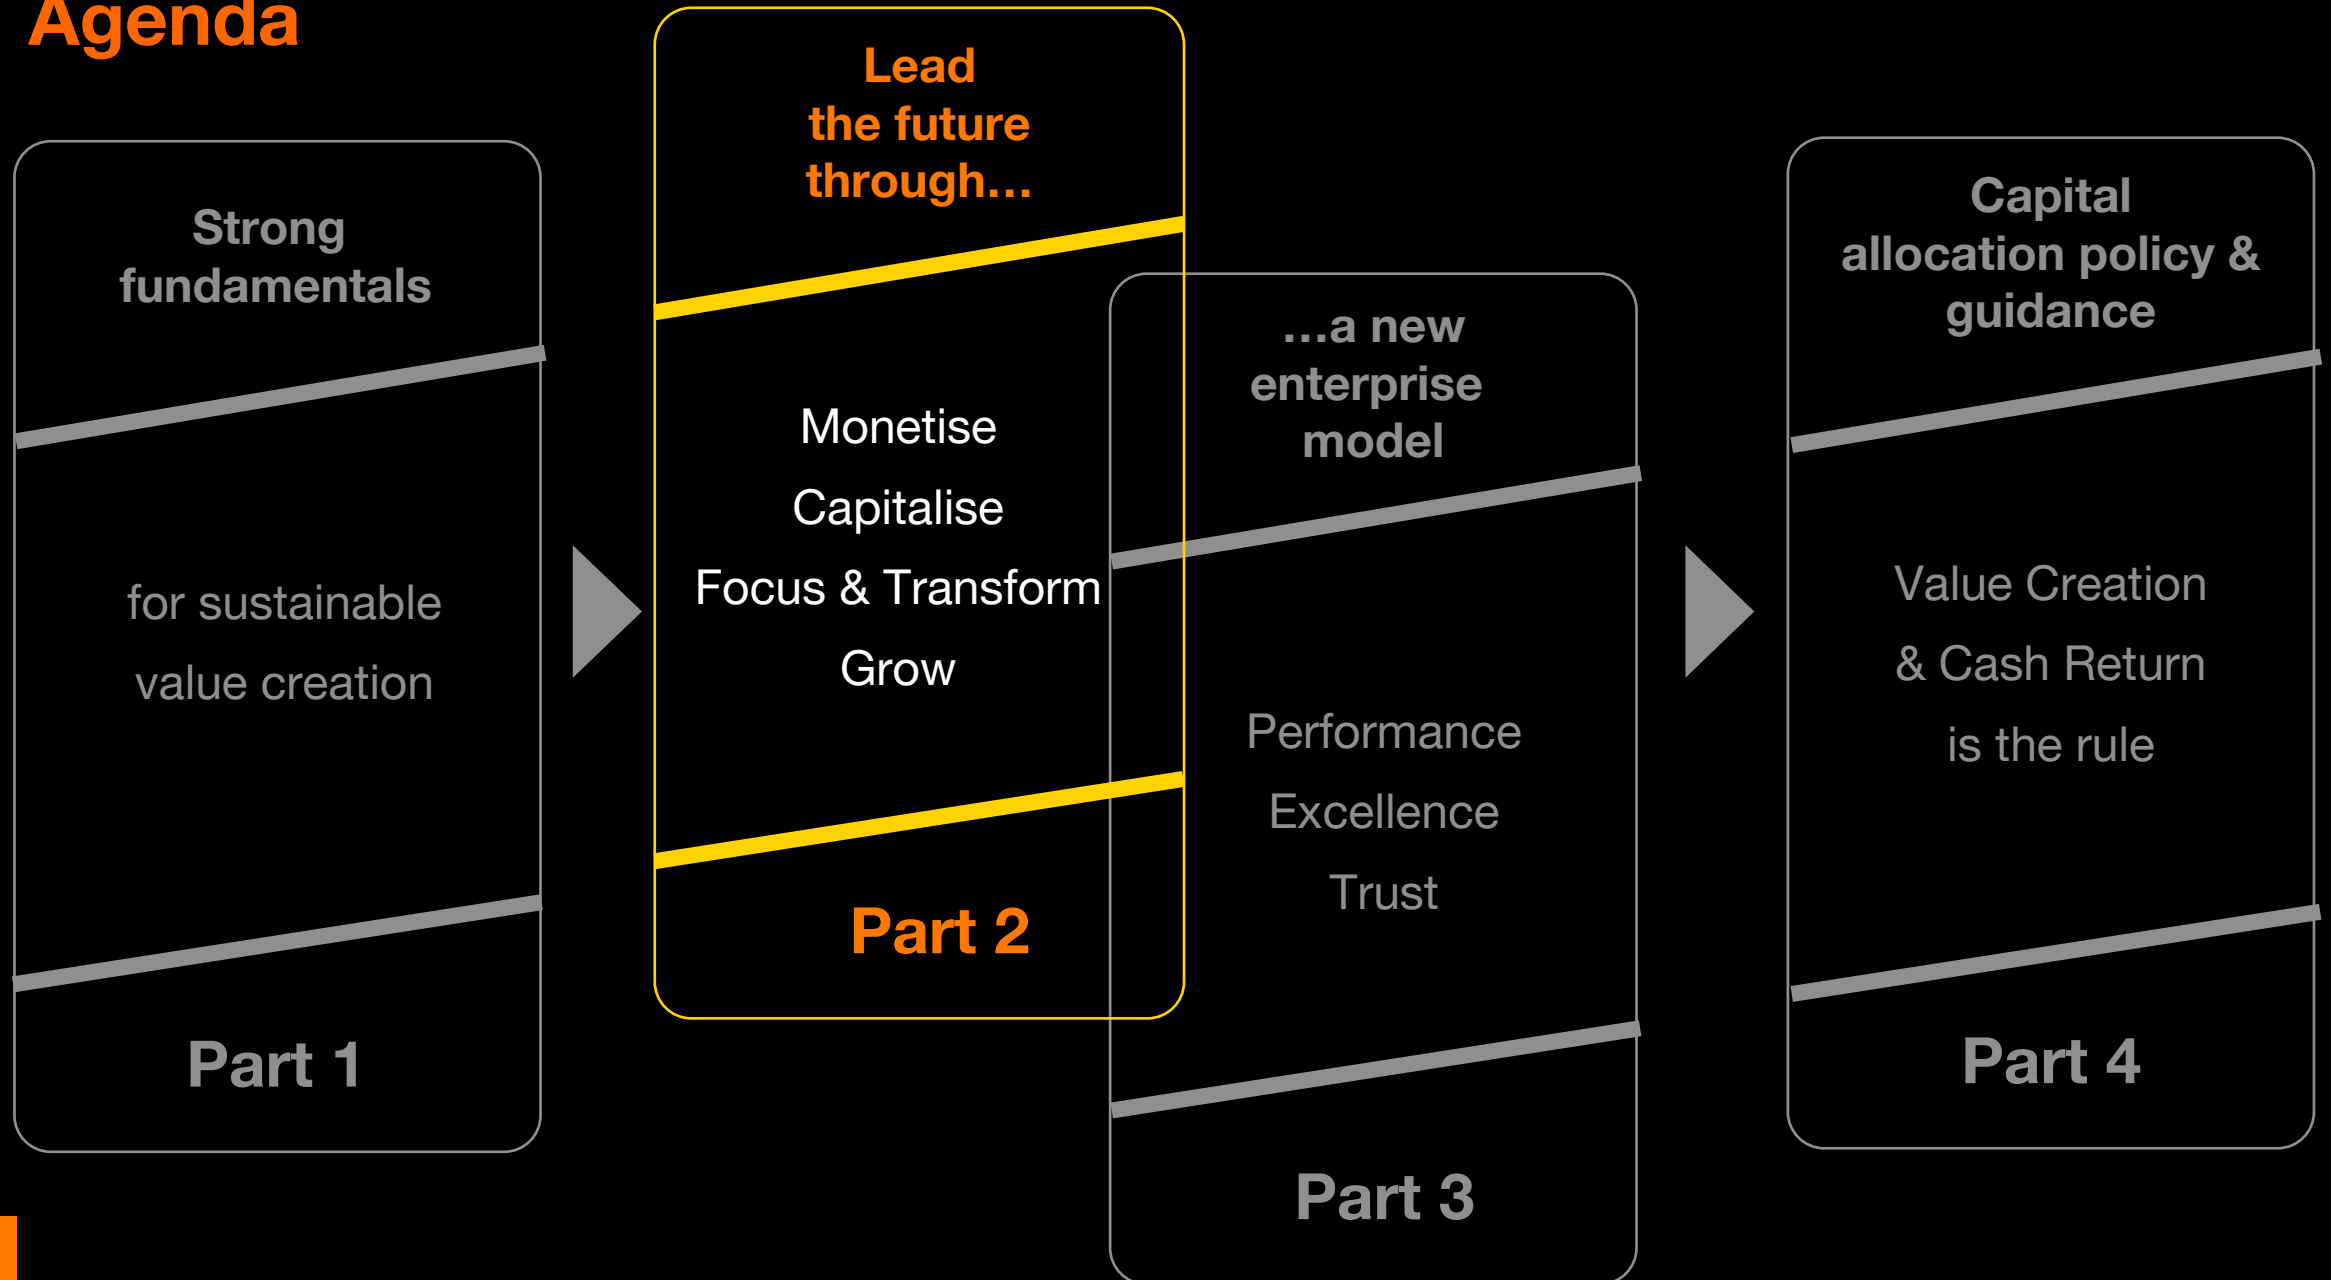 Agenda
Strong
fundamentals
for sustainable
value creation
Part 1
Lead
the future
through…
Monetise
Capitalise
Focus & Transform
Grow
Part 2
…a new
enterprise
model
Performance
Excellence
Trust
Part 3
Capital
allocation policy &
guidance
Value Creation
& Cash Return
is the rule
Part 4